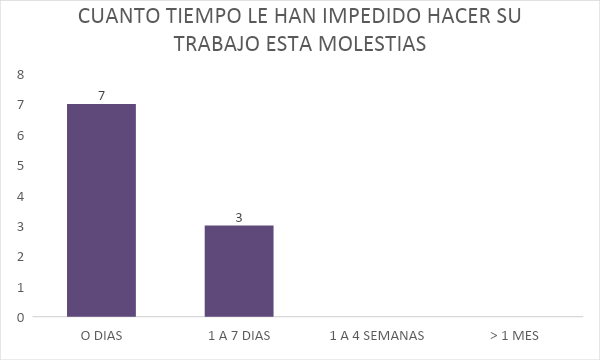 CUANTO TIEMPO LE HAN IMPEDIDO HACER SU
TRABAJO ESTA MOLESTIAS
8
7
6
5
4
3
2
1
0
7
3
O DIAS
1 A 7 DIAS
1 A 4 SEMANAS
> 1 MES